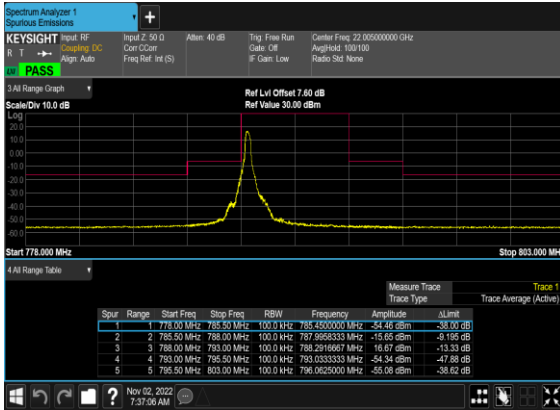 Spectrum Analyzer 1
Spurious Emissions
+
KEYSIGHT
R T
LNI PASS
Input: RF
Coupling: DC
Align: Auto
Input Z: 50 Ω
Corr CCorr
Freq Ref: Int (S)
Atten: 40 dB
Trig: Free Run
Gate: Off
IF Gain: Low
Center Freq: 22.005000000 GHz
Avg|Hold: 100/100
Radio Std: None
3 All Range Graph
Scale/Div 10.0 dB
Ref Lvl Offset 7.60 dB
Ref Value 30.00 dBm
Log
20.0
10.0
0.00
-10.0
-20.0
-30.0
-40.0
-50.0
-60.0
Start 778.000 MHz
Stop 803.000 MH
4 All Range Table
Measure Trace Trace 1
Trace Type Trace Average (Active)
Spur Range Start Freq Stop Freq RBW Frequency Amplitude ΔLimit
1 1 778.00 MHz 785.50 MHz 100.0 kHz 785.4500000 MHz -54.46 dBm -38.00 dB
2 2 785.50 MHz 788.00 MHz 100.0 kHz 787.9958333 MHz -15.65 dBm -9.195 dB
3 3 788.00 MHz 793.00 MHz 100.0 kHz 788.2916667 MHz 16.67 dBm -13.33 dB
4 4 793.00 MHz 795.50 MHz 100.0 kHz 793.0333333 MHz -54.34 dBm -47.88 dB
5 5 795.50 MHz 803.00 MHz 100.0 kHz 796.0625000 MHz -55.08 dBm -38.62 dB
?
Nov 02, 2022
7:37:06 AM